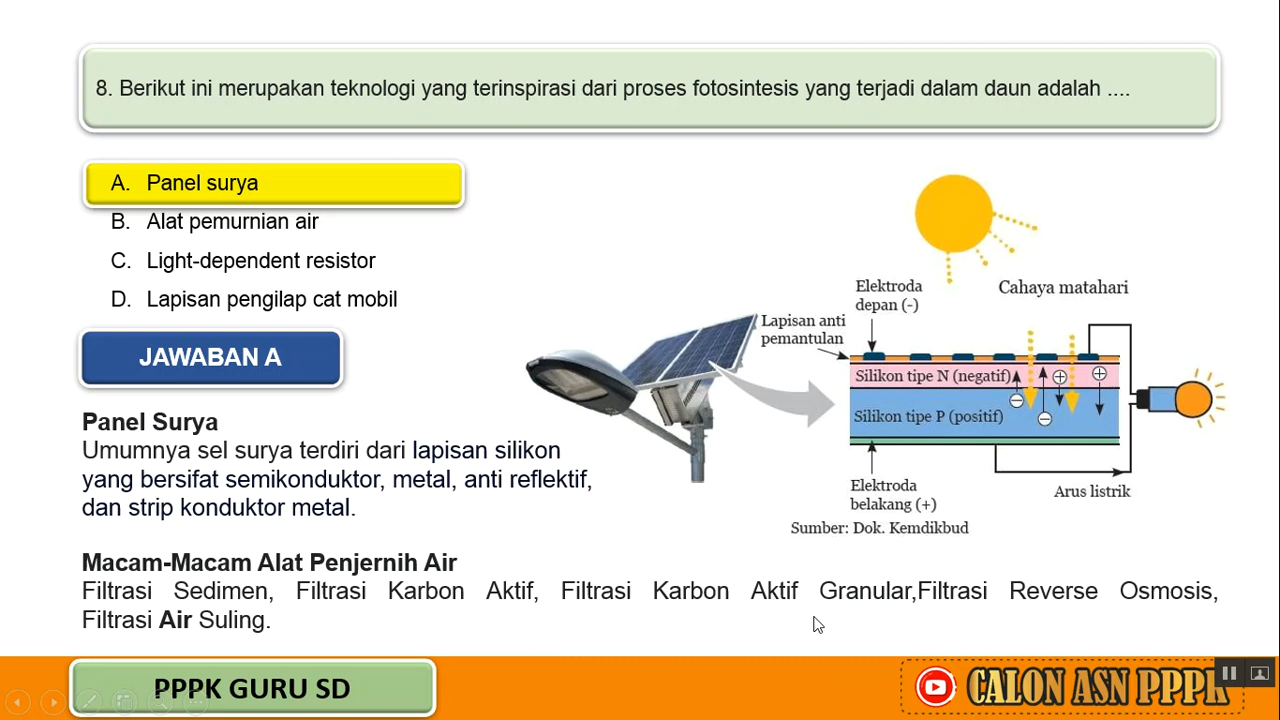 8. Berikut ini merupakan teknologi yang terinspirasi dari proses fotosintesis yang terjadi dalam daun adalah ....
A. Panel surya
B. Alat pemurnian air
C. Light-dependent resistor
D. Lapisan pengilap cat mobil
JAWABAN A
Panel Surya
Umumnya sel surya terdiri dari lapisan silikon
yang bersifat semikonduktor, metal, anti reflektif,
dan strip konduktor metal.
Elektroda
depan (-)
Cahaya matahari
Lapisan anti
pemantulan
Silikon tipe N (negatif)
Silikon tipe P (positif)
Elektroda
belakang (+)
Arus listrik
Sumber: Dok. Kemdikbud
Macam-Macam Alat Penjernih Air
Filtrasi Sedimen, Filtrasi Karbon Aktif, Filtrasi Karbon Aktif Granular,Filtrasi Reverse Osmosis,
Filtrasi Air Suling.
PPPK GURU SD
CALON ASN PPPK